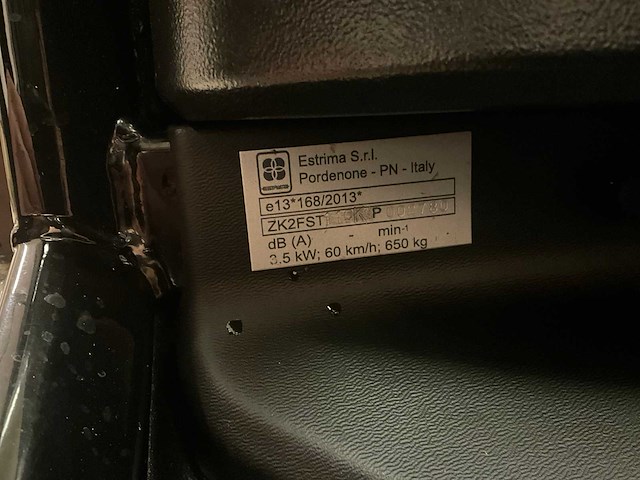 Estrima S.r.l.
Pordenone - PN - Italy
e13*168/2013*
ZK2FST P
dB (A) - min-¹
3,5 kW; 60 km/h; 650 kg